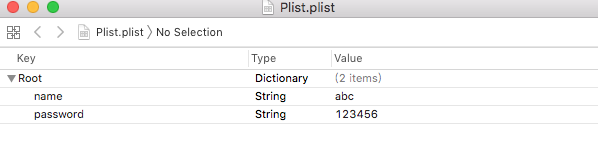 Plist.plist
Plist.plist No Selection
Key Type Value
Root Dictionary (2 items)
name String abc
password String 123456